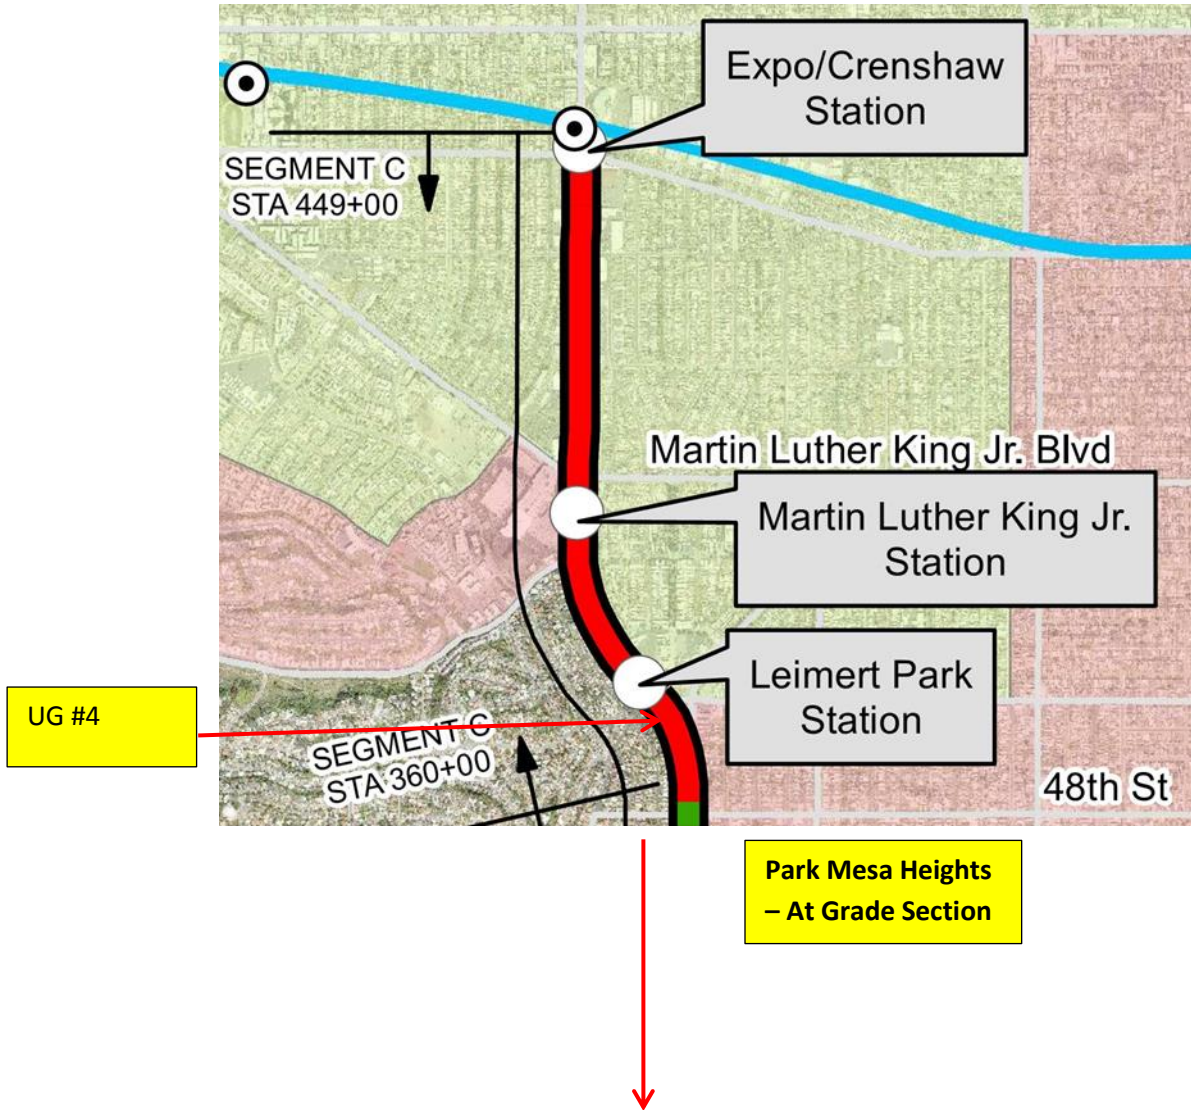 Expo/Crenshaw
Station
SEGMENT C
STA 449+00
Martin Luther King Jr. Blvd
Martin Luther King Jr.
Station
Leimert Park
Station
UG #4
SEGMENT C
STA 360+00
48th St
Park Mesa Heights
– At Grade Section